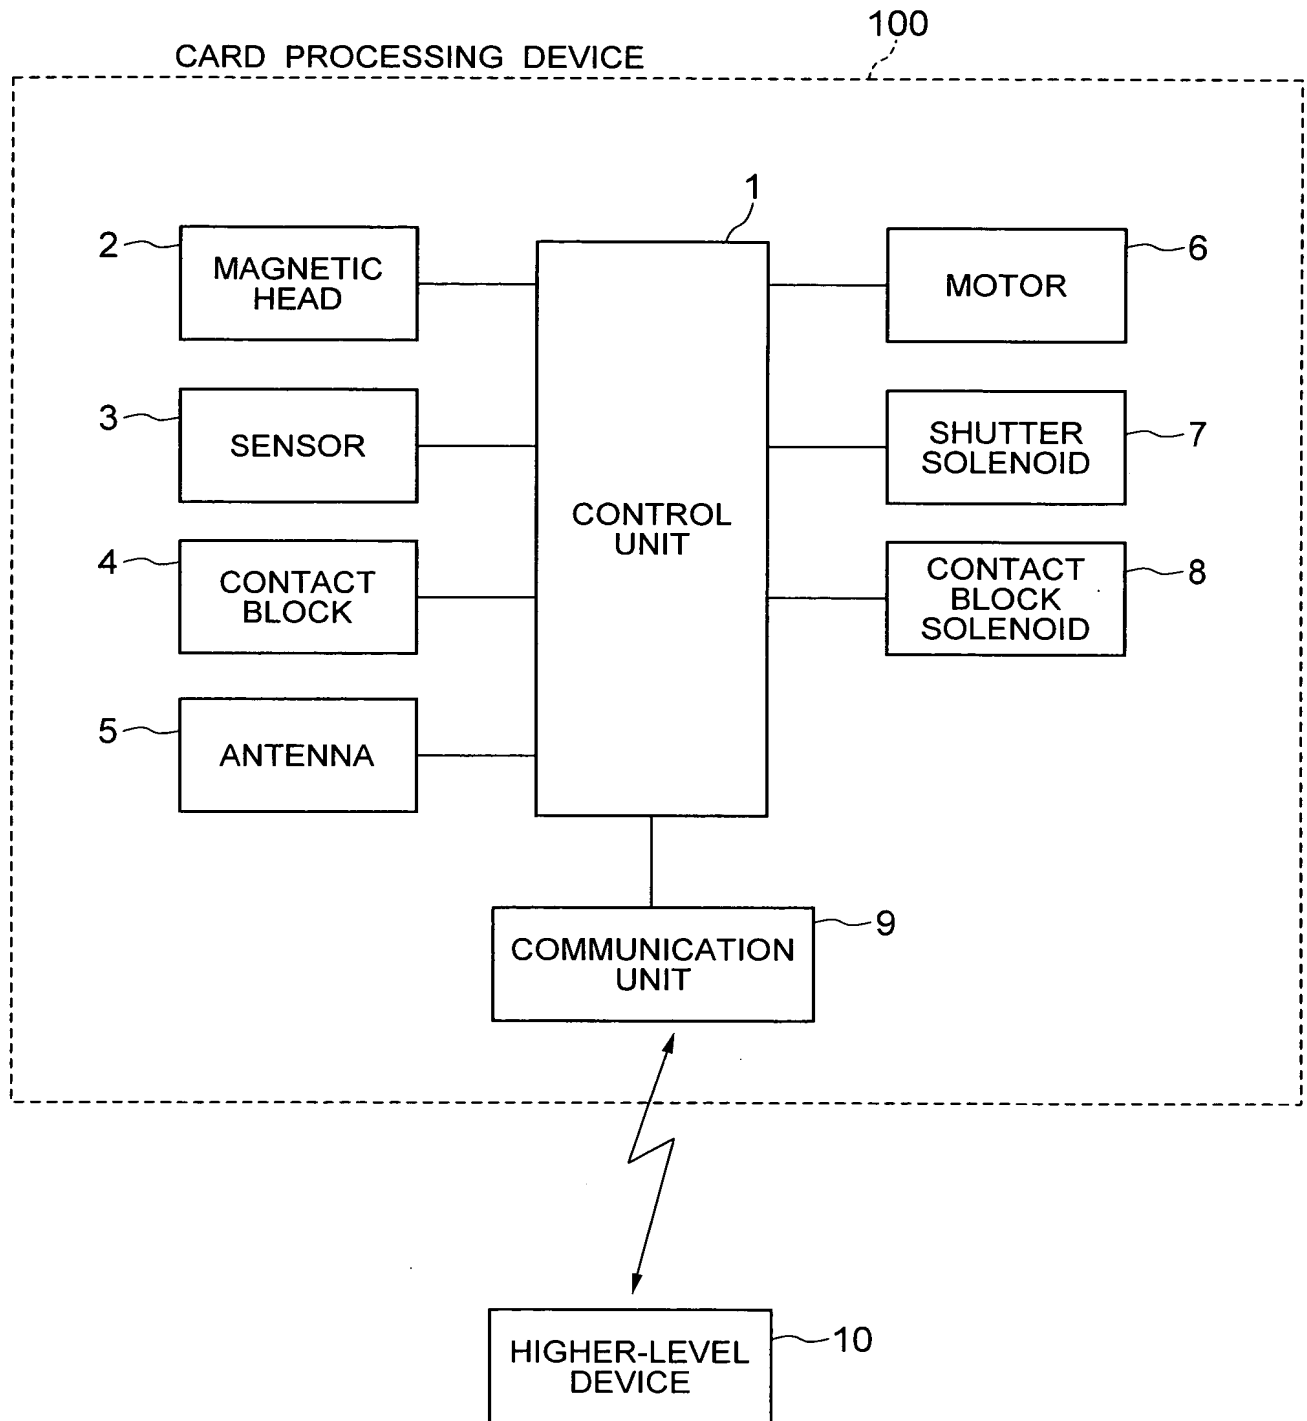 100
CARD PROCESSING DEVICE
1
2
MAGNETIC
HEAD
6
MOTOR
3
SENSOR
7
SHUTTER
SOLENOID
CONTROL
UNIT
4
CONTACT
BLOCK
8
CONTACT
BLOCK
SOLENOID
5
ANTENNA
9
COMMUNICATION
UNIT
10
HIGHER-LEVEL
DEVICE